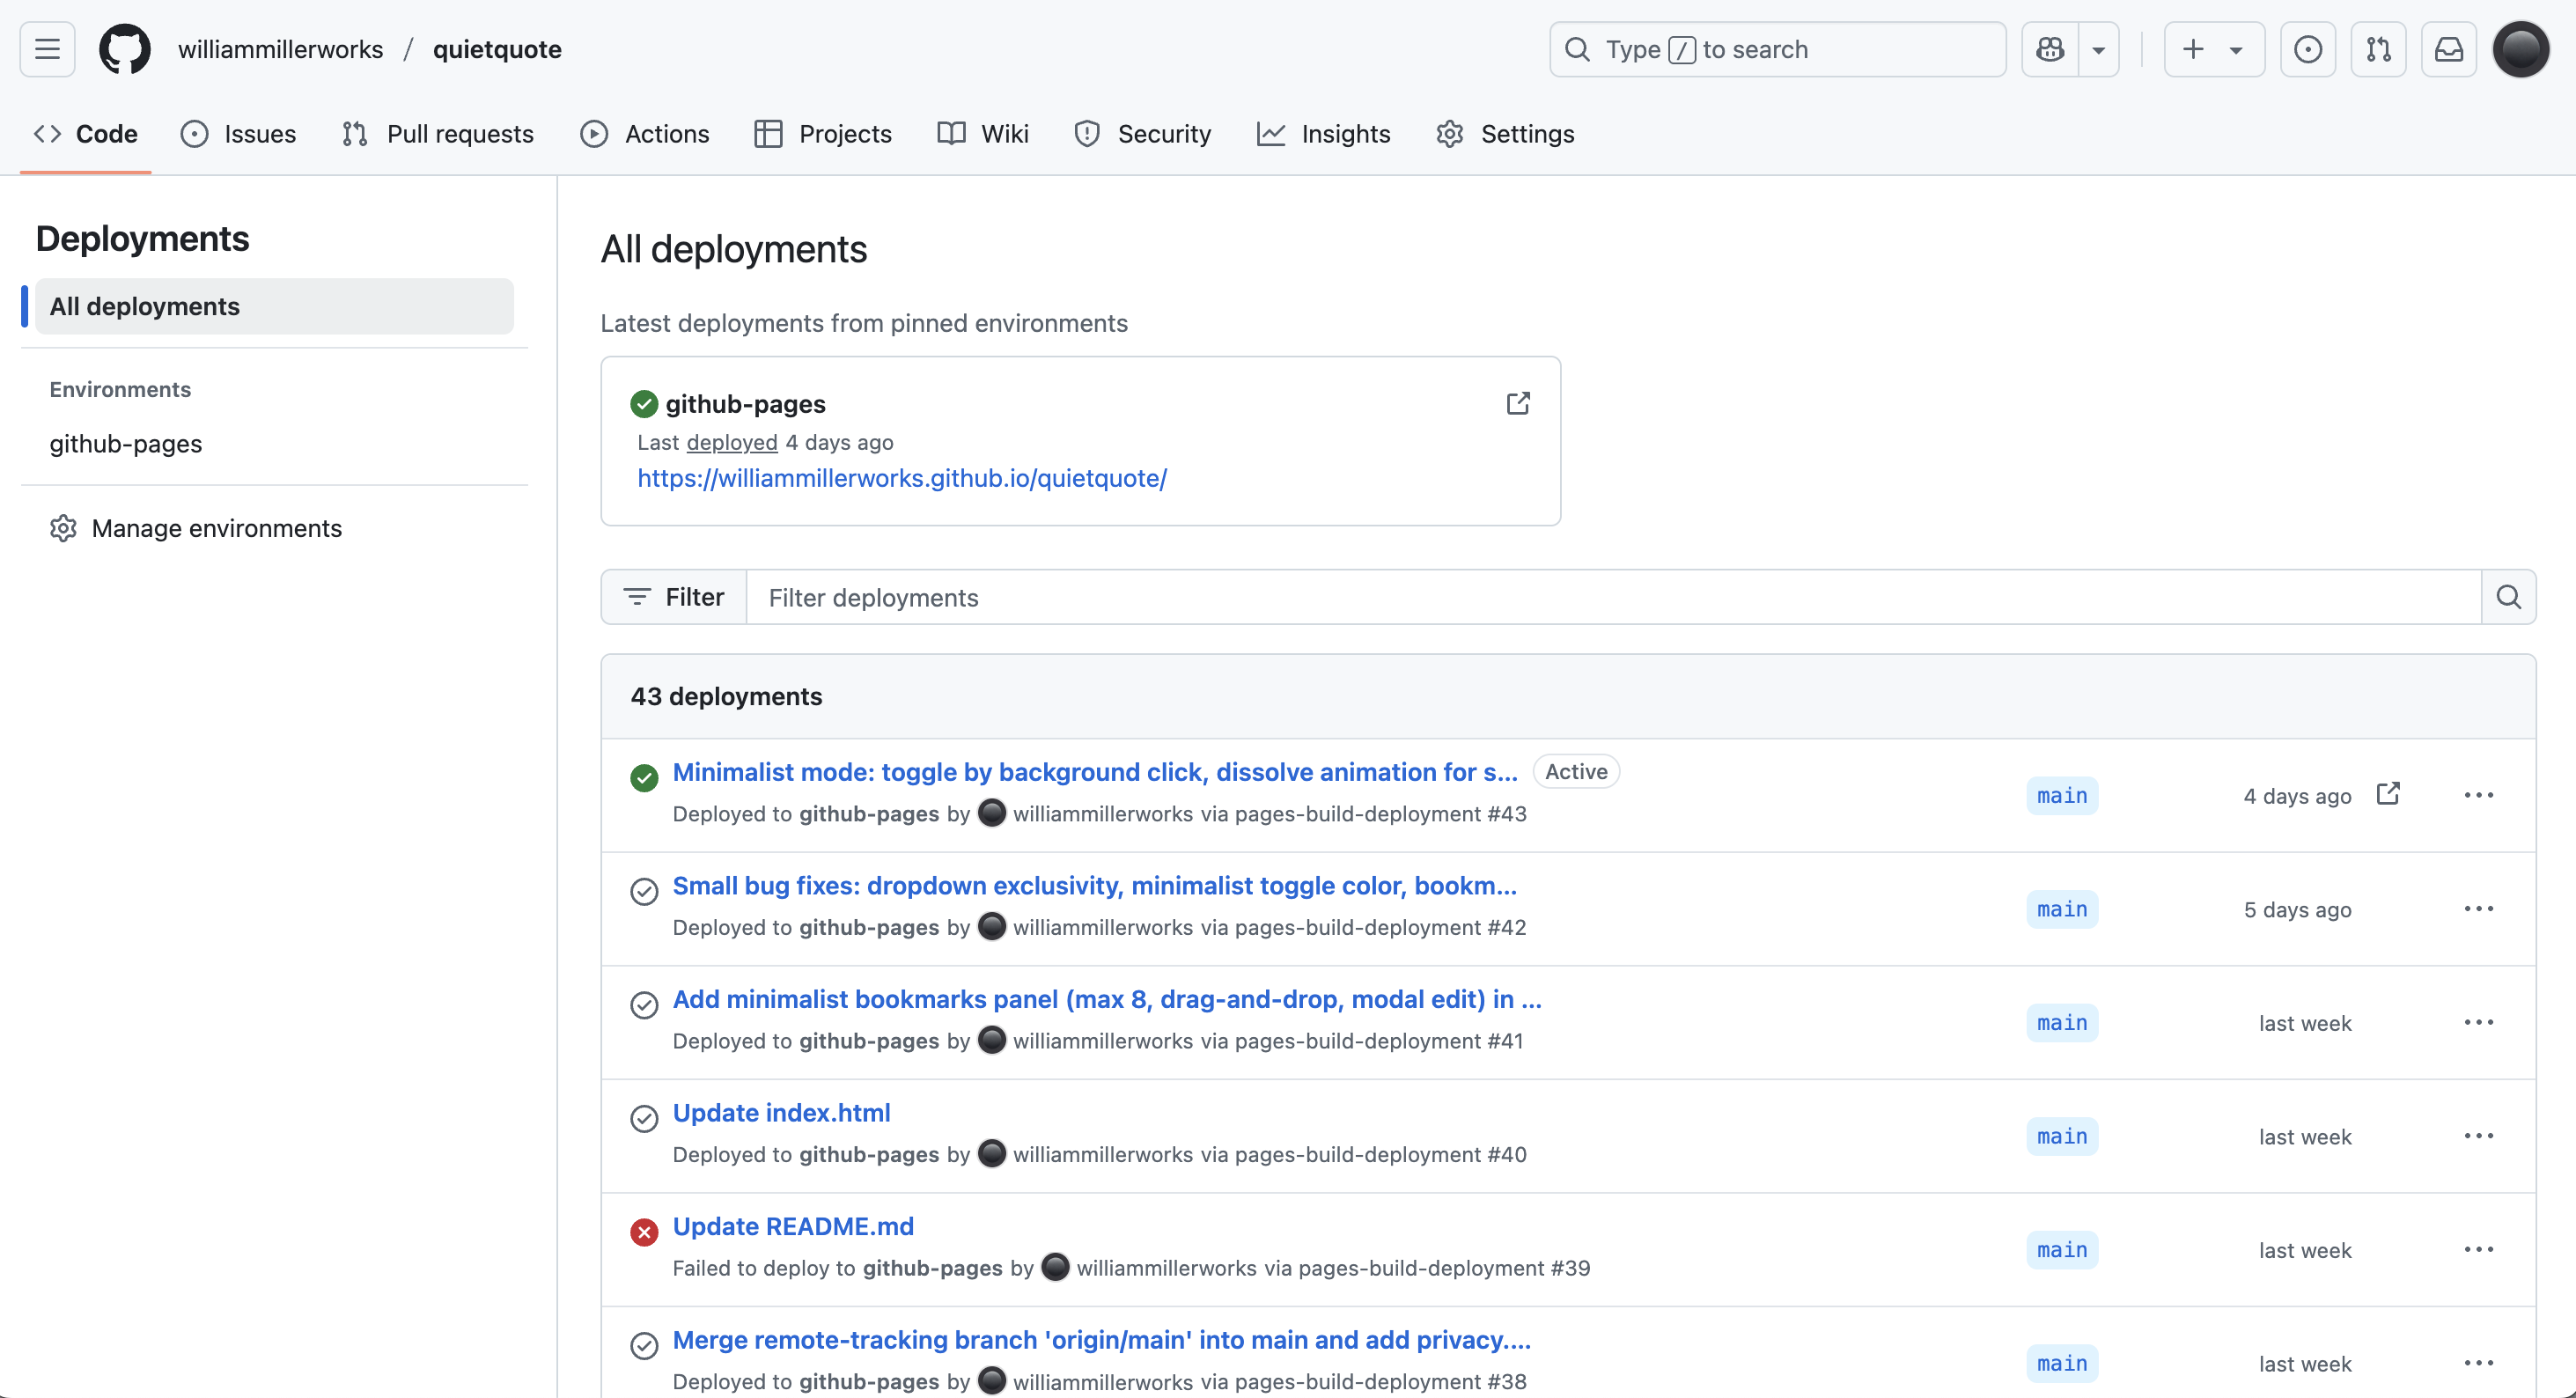 williammillerworks / quietquote
Type / to search
Code
Issues
Pull requests
Actions
Projects
Wiki
Security
Insights
Settings
Deployments
All deployments
Environments
github-pages
Manage environments
All deployments
Latest deployments from pinned environments
github-pages
Last deployed 4 days ago
https://williammillerworks.github.io/quietquote/
Filter
Filter deployments
43 deployments
Minimalist mode: toggle by background click, dissolve animation for s... Active
Deployed to github-pages by williammillerworks via pages-build-deployment #43
main
4 days ago
Small bug fixes: dropdown exclusivity, minimalist toggle color, bookm...
Deployed to github-pages by williammillerworks via pages-build-deployment #42
main
5 days ago
Add minimalist bookmarks panel (max 8, drag-and-drop, modal edit) in ...
Deployed to github-pages by williammillerworks via pages-build-deployment #41
main
last week
Update index.html
Deployed to github-pages by williammillerworks via pages-build-deployment #40
main
last week
Update README.md
Failed to deploy to github-pages by williammillerworks via pages-build-deployment #39
main
last week
Merge remote-tracking branch 'origin/main' into main and add privacy....
Deployed to github-pages by williammillerworks via pages-build-deployment #38
main
last week